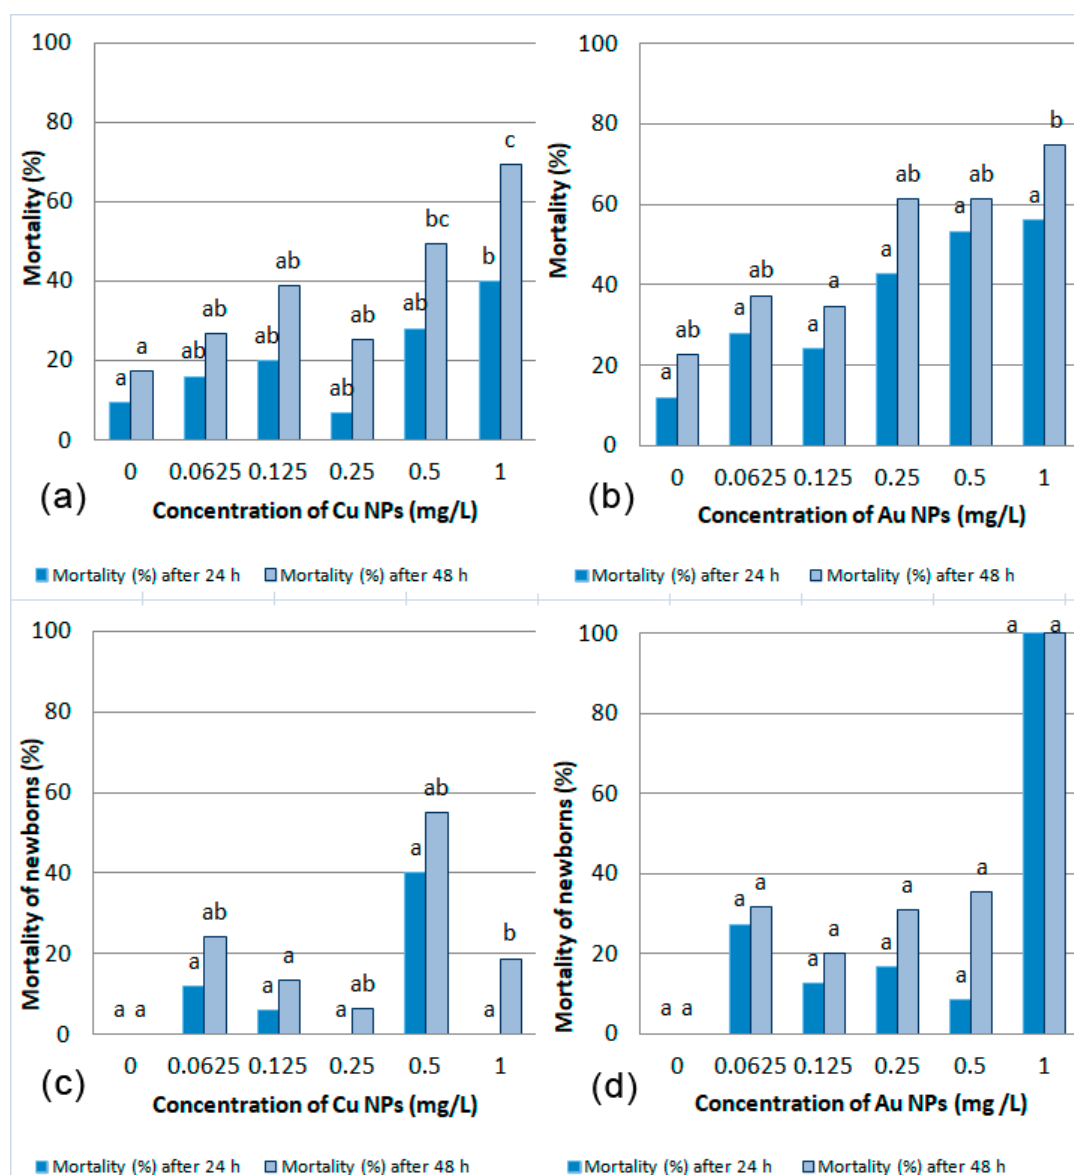 100
80
60
40
20
0
Mortality (%)
a a
ab ab
ab ab
ab ab
ab bc
b c
0 0.0625 0.125 0.25 0.5 1
(a)
Concentration of Cu NPs (mg/L)
Mortality (%) after 24 h Mortality (%) after 48 h
100
80
60
40
20
0
Mortality (%)
a ab
a ab
a a
a ab
a ab
a b
0 0.0625 0.125 0.25 0.5 1
(b)
Concentration of Au NPs (mg/L)
Mortality (%) after 24 h Mortality (%) after 48 h
100
80
60
40
20
0
Mortality of newborns (%)
a a
a ab
a a
a ab
a ab
a b
0 0.0625 0.125 0.25 0.5 1
(c)
Concentration of Cu NPs (mg/L)
Mortality (%) after 24 h Mortality (%) after 48 h
100
80
60
40
20
0
Mortality of newborns (%)
a a
a a
a a
a a
a a
a a
0 0.0625 0.125 0.25 0.5 1
(d)
Concentration of Au NPs (mg /L)
Mortality (%) after 24 h Mortality (%) after 48 h